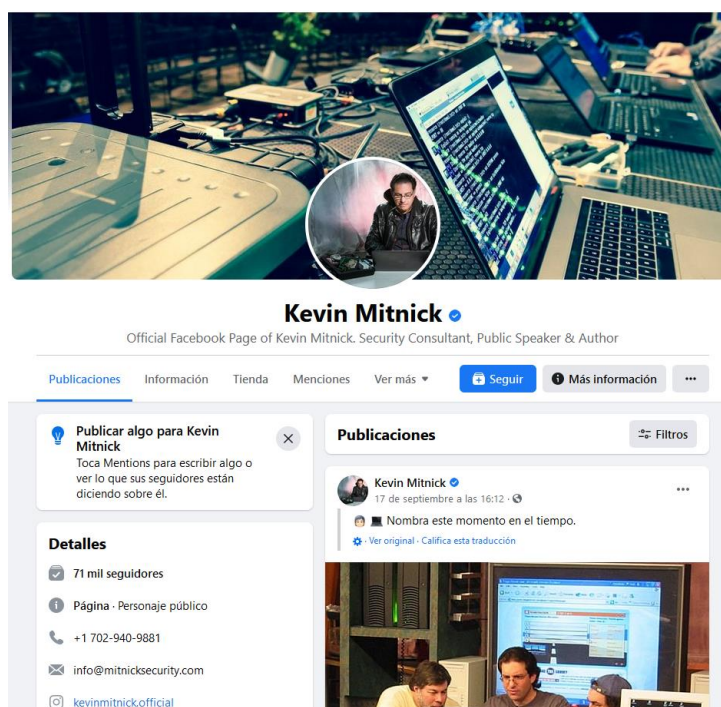 Kevin Mitnick
Official Facebook Page of Kevin Mitnick. Security Consultant, Public Speaker & Author
Publicaciones Información Tienda Menciones Ver más Seguir Más información
Publicar algo para Kevin
Mitnick
Toca Mentions para escribir algo o
ver lo que sus seguidores están
diciendo sobre él.
Detalles
71 mil seguidores
Página · Personaje público
+1 702-940-9881
info@mitnicksecurity.com
kevinmitnick.official
Publicaciones
Filtros
Kevin Mitnick
17 de septiembre a las 16:12 ·
Nombra este momento en el tiempo.
· Ver original · Califica esta traducción